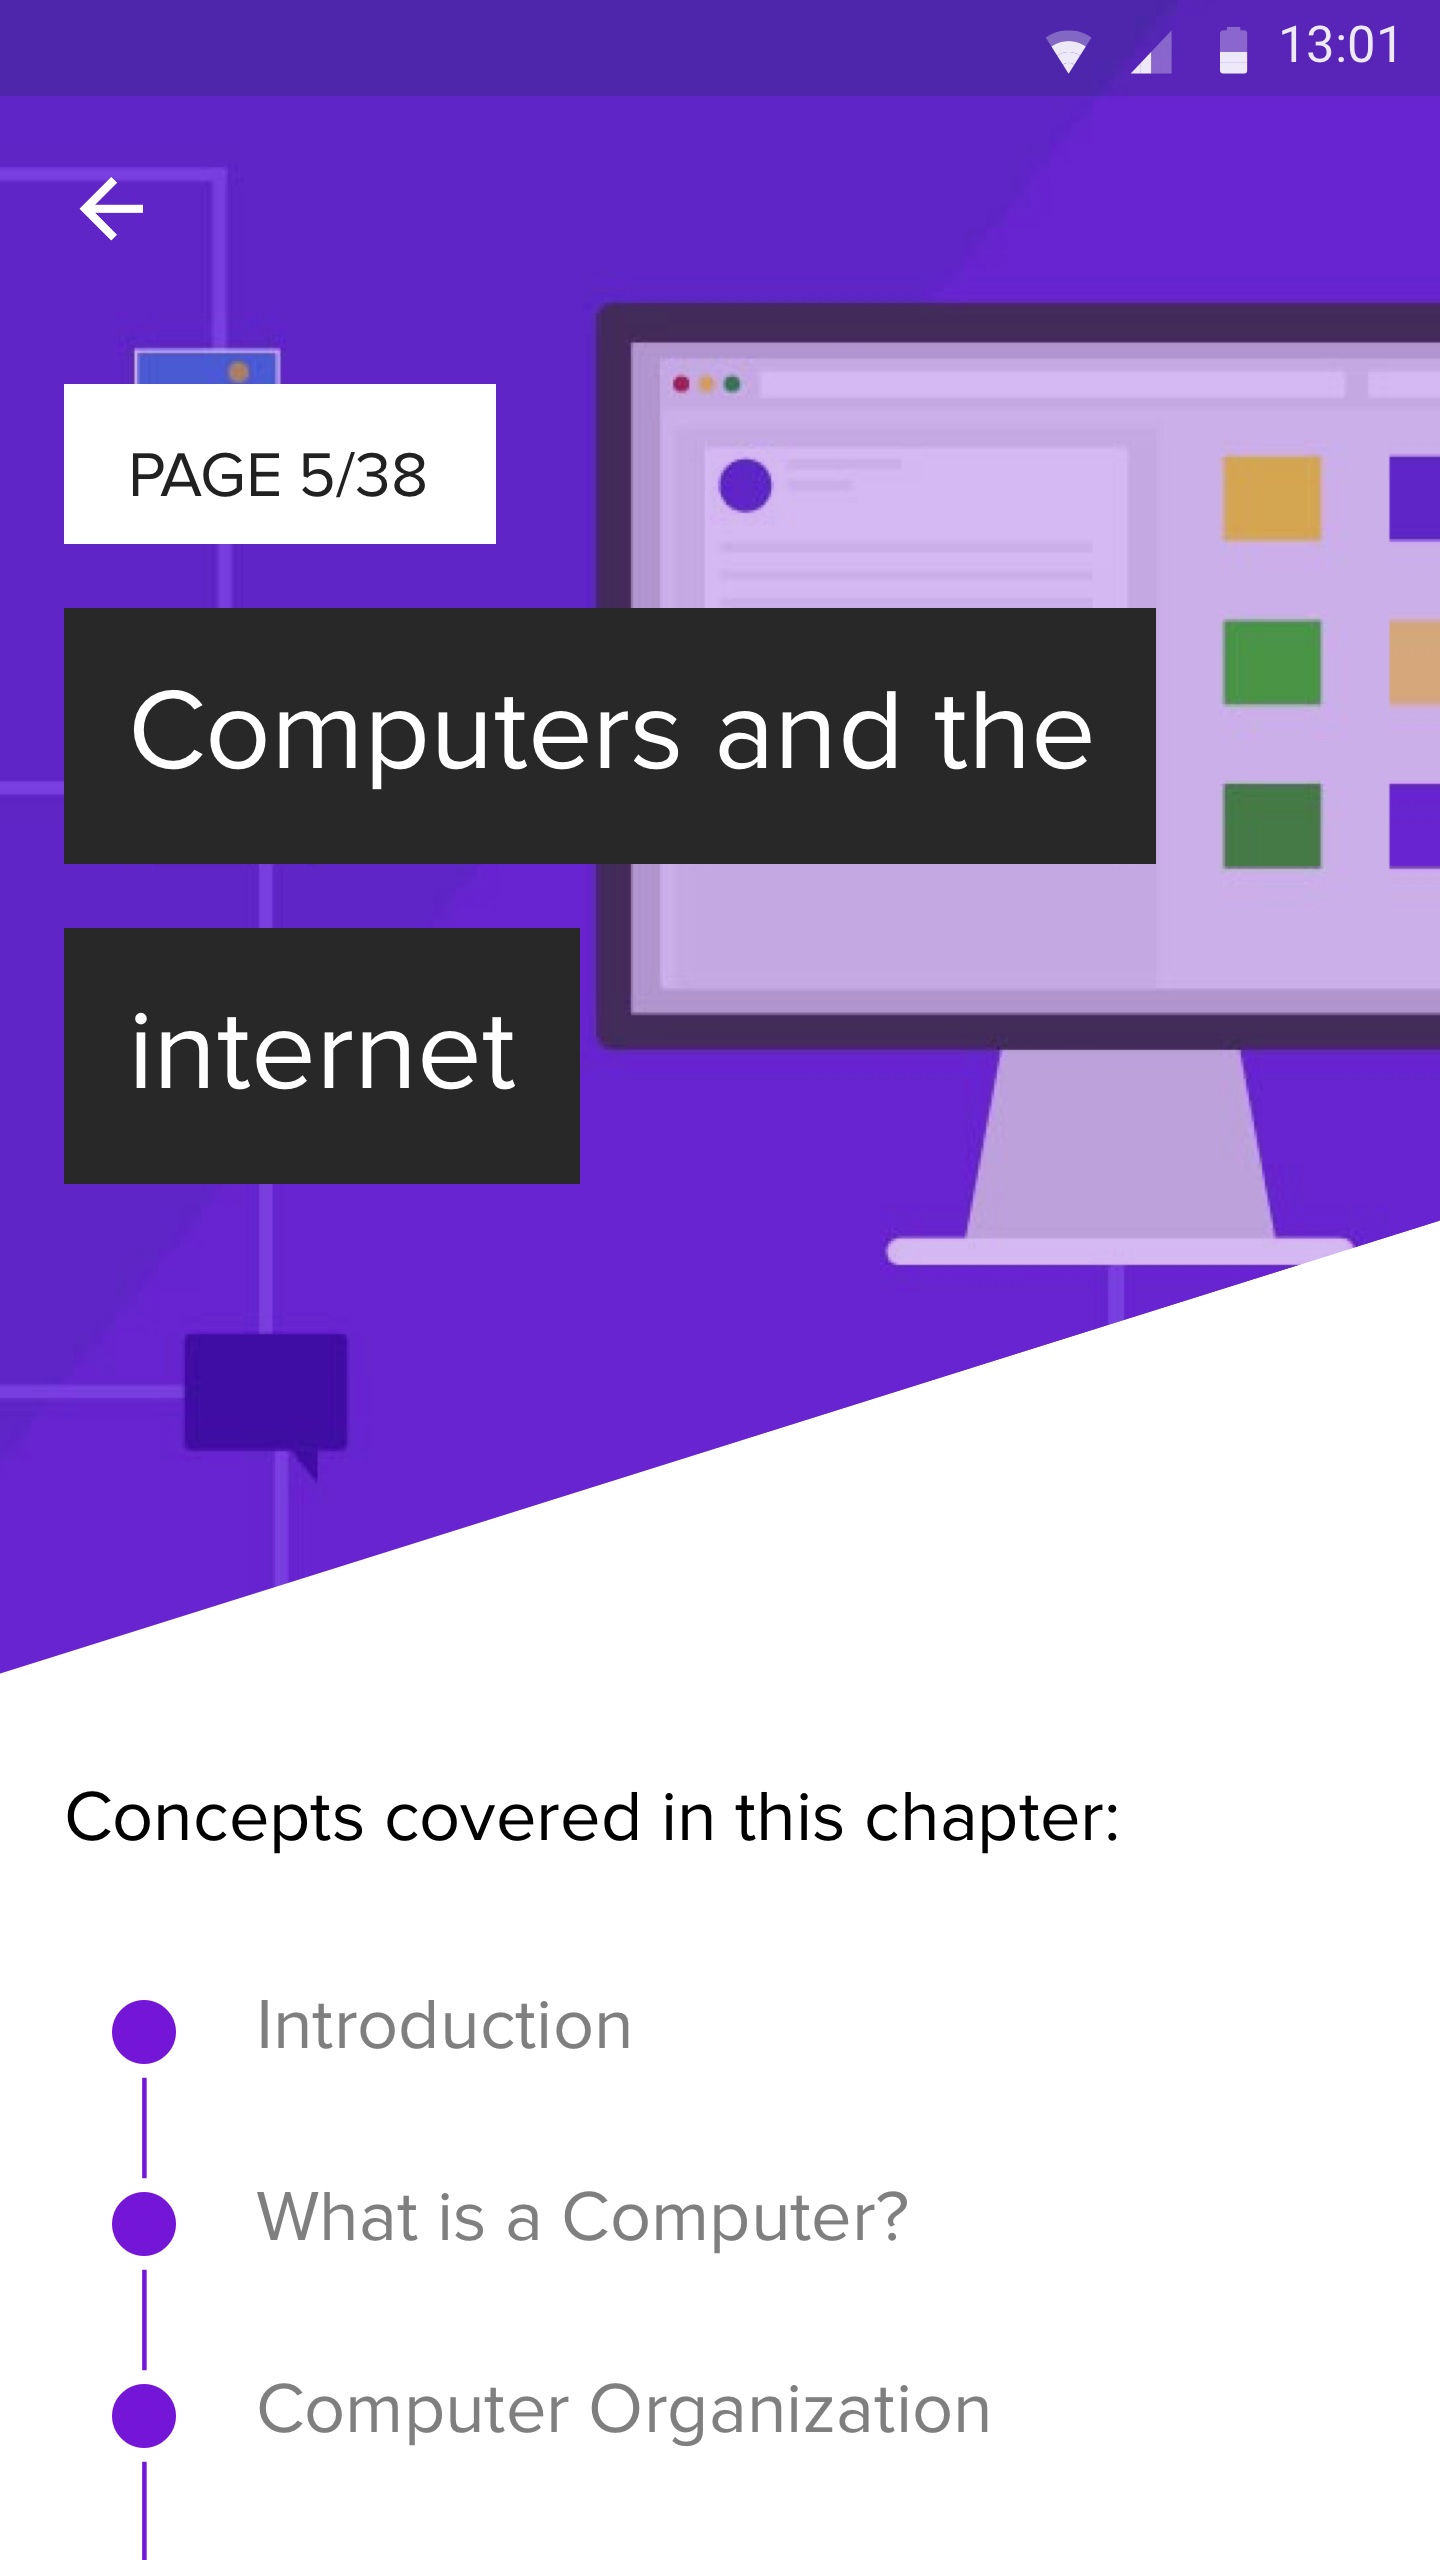 13:01
PAGE 5/38
Computers and the
internet
Concepts covered in this chapter:
Introduction
What is a Computer?
Computer Organization